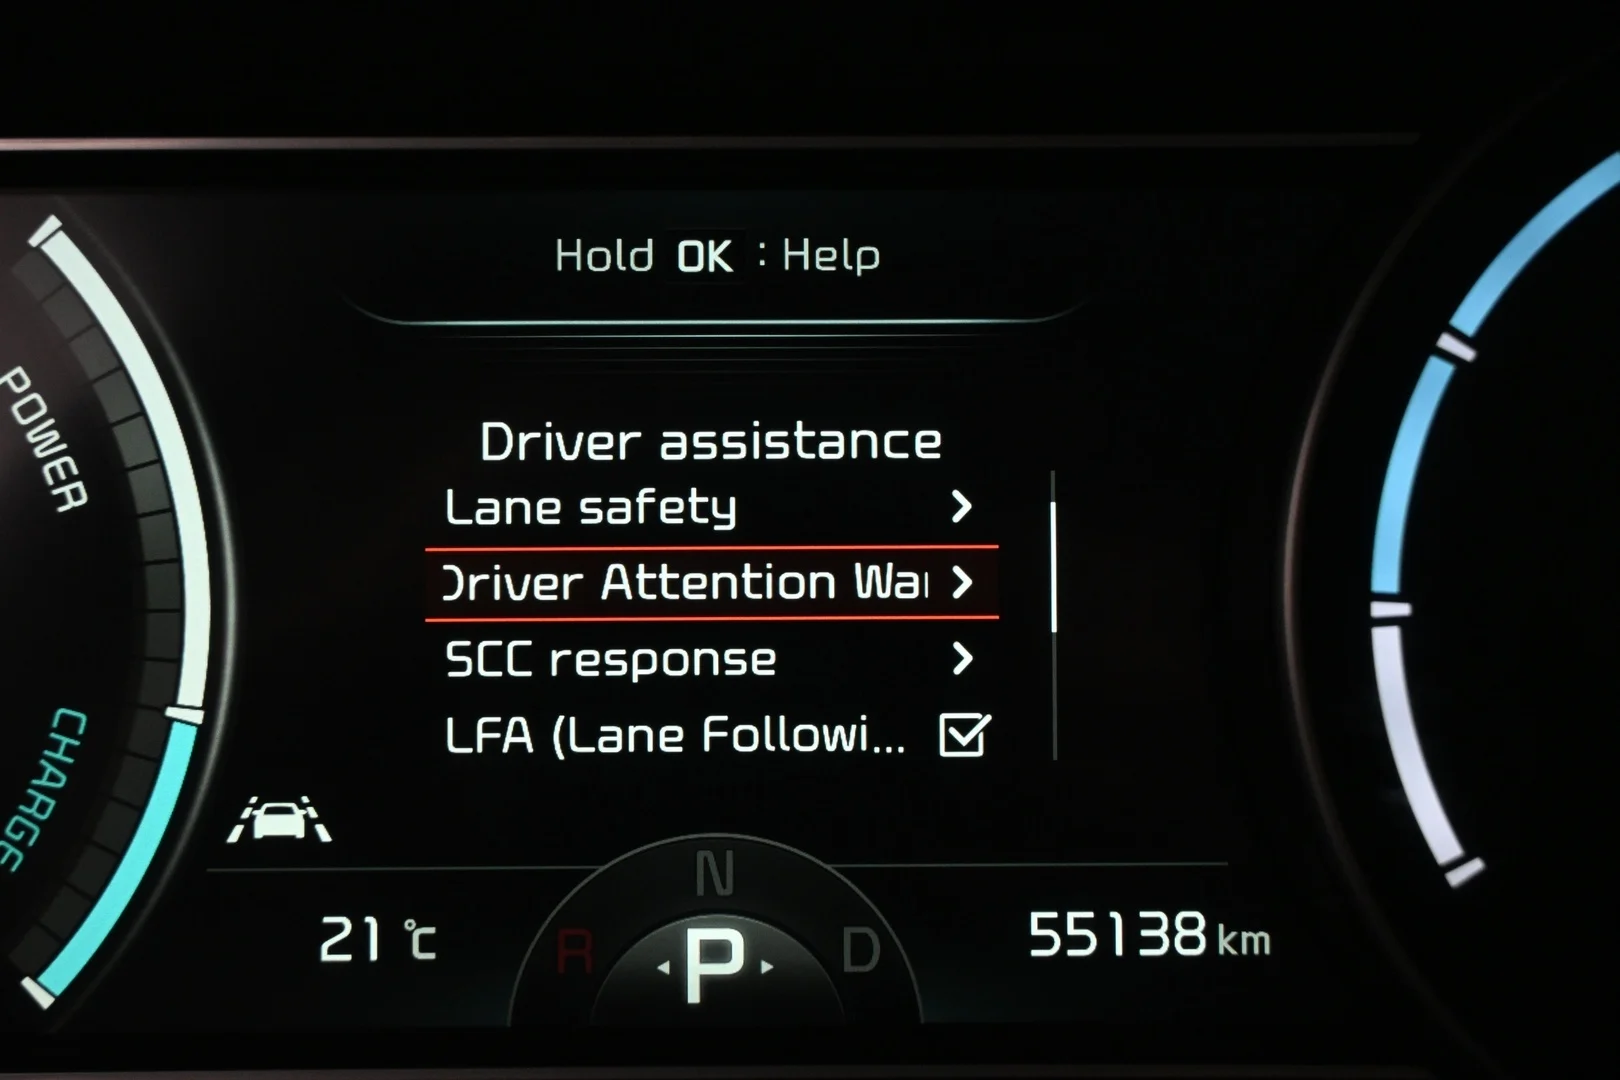 Hold OK : Help
Driver assistance
Lane safety
Driver Attention Wa
SCC response
LFA (Lane Followi...
POWER
CHARGE
N
R P D
21 °C
55138 km